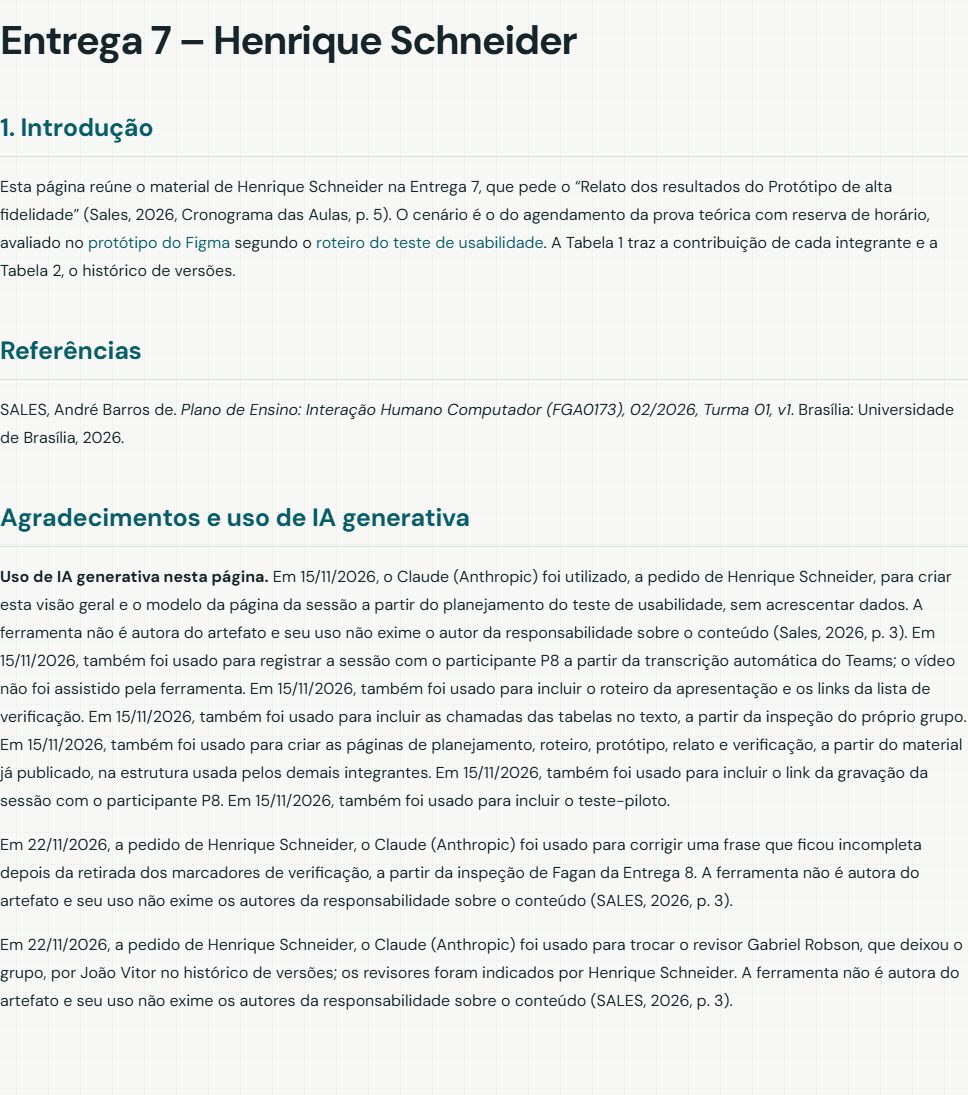 Entrega 7 – Henrique Schneider
1. Introdução
Esta página reúne o material de Henrique Schneider na Entrega 7, que pede o “Relato dos resultados do Protótipo de alta
fidelidade” (Sales, 2026, Cronograma das Aulas, p. 5). O cenário é o do agendamento da prova teórica com reserva de horário,
avaliado no protótipo do Figma segundo o roteiro do teste de usabilidade. A Tabela 1 traz a contribuição de cada integrante e a
Tabela 2, o histórico de versões.
Referências
SALES, André Barros de. Plano de Ensino: Interação Humano Computador (FGA0173), 02/2026, Turma 01, v1. Brasília: Universidade
de Brasília, 2026.
Agradecimentos e uso de IA generativa
Uso de IA generativa nesta página. Em 15/11/2026, o Claude (Anthropic) foi utilizado, a pedido de Henrique Schneider, para criar
esta visão geral e o modelo da página da sessão a partir do planejamento do teste de usabilidade, sem acrescentar dados. A
ferramenta não é autora do artefato e seu uso não exime o autor da responsabilidade sobre o conteúdo (Sales, 2026, p. 3). Em
15/11/2026, também foi usado para registrar a sessão com o participante P8 a partir da transcrição automática do Teams; o vídeo
não foi assistido pela ferramenta. Em 15/11/2026, também foi usado para incluir o roteiro da apresentação e os links da lista de
verificação. Em 15/11/2026, também foi usado para incluir as chamadas das tabelas no texto, a partir da inspeção do próprio grupo.
Em 15/11/2026, também foi usado para criar as páginas de planejamento, roteiro, protótipo, relato e verificação, a partir do material
já publicado, na estrutura usada pelos demais integrantes. Em 15/11/2026, também foi usado para incluir o link da gravação da
sessão com o participante P8. Em 15/11/2026, também foi usado para incluir o teste-piloto.
Em 22/11/2026, a pedido de Henrique Schneider, o Claude (Anthropic) foi usado para corrigir uma frase que ficou incompleta
depois da retirada dos marcadores de verificação, a partir da inspeção de Fagan da Entrega 8. A ferramenta não é autora do
artefato e seu uso não exime os autores da responsabilidade sobre o conteúdo (SALES, 2026, p. 3).
Em 22/11/2026, a pedido de Henrique Schneider, o Claude (Anthropic) foi usado para trocar o revisor Gabriel Robson, que deixou o
grupo, por João Vitor no histórico de versões; os revisores foram indicados por Henrique Schneider. A ferramenta não é autora do
artefato e seu uso não exime os autores da responsabilidade sobre o conteúdo (SALES, 2026, p. 3).